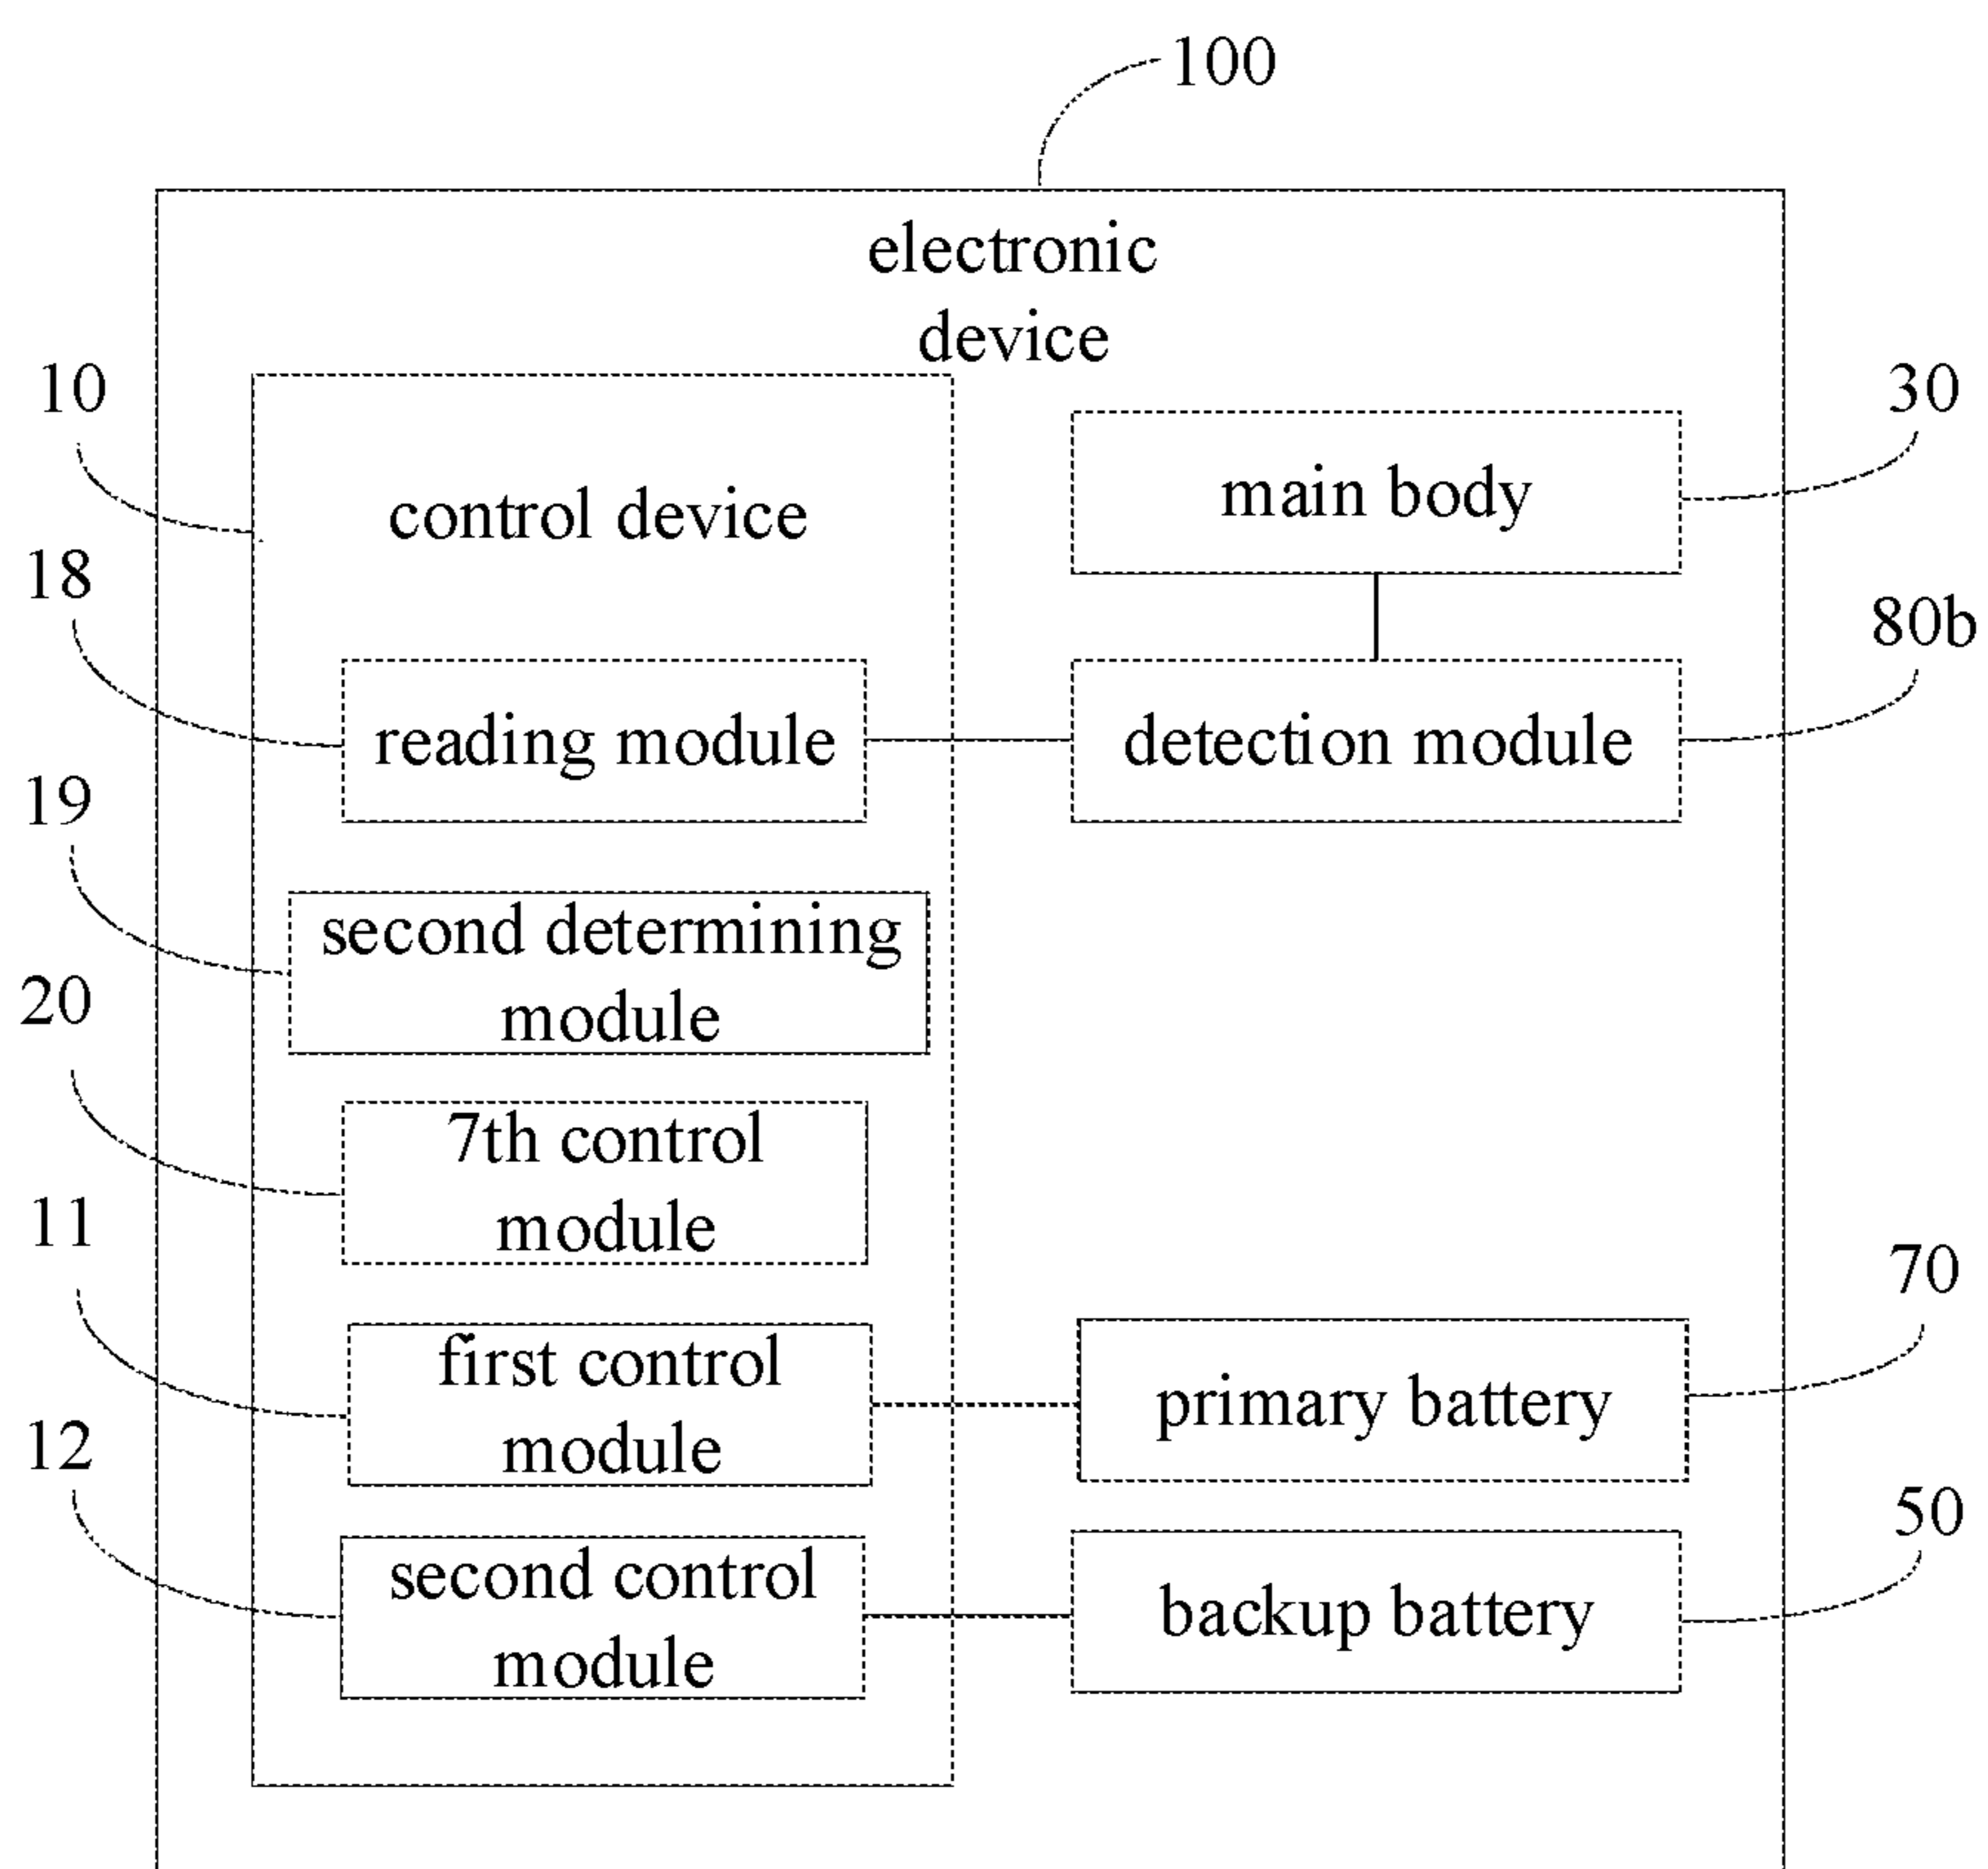 100
electronic
device
10
30
control device
main body
18
80b
reading module
detection module
19
second determining
module
20
7th control
module
11
70
first control
module
primary battery
12
50
second control
module
backup battery